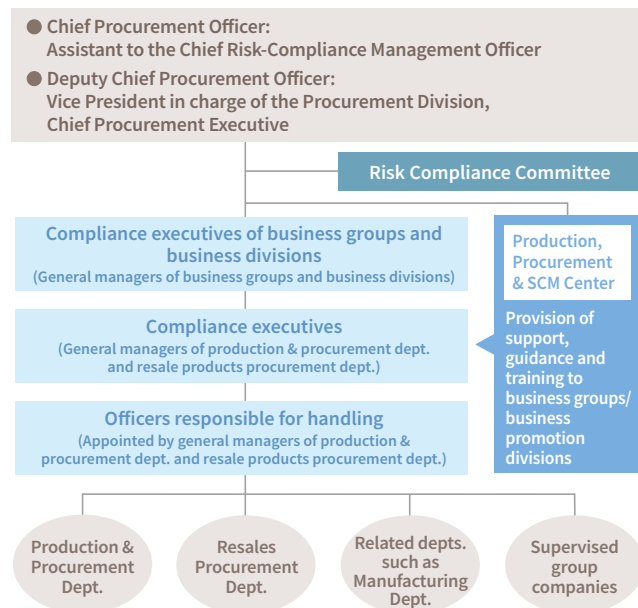 ● Chief Procurement Officer:
Assistant to the Chief Risk-Compliance Management Officer
● Deputy Chief Procurement Officer:
Vice President in charge of the Procurement Division,
Chief Procurement Executive
Risk Compliance Committee
Compliance executives of business groups and
business divisions
(General managers of business groups and business divisions)
Production,
Procurement
& SCM Center
Provision of
support,
guidance and
training to
business groups/
business
promotion
divisions
Compliance executives
(General managers of production & procurement dept.
and resale products procurement dept.)
Officers responsible for handling
(Appointed by general managers of production &
procurement dept. and resale products procurement dept.)
Production &
Procurement
Dept.
Resales
Procurement
Dept.
Related depts.
such as
Manufacturing
Dept.
Supervised
group
companies